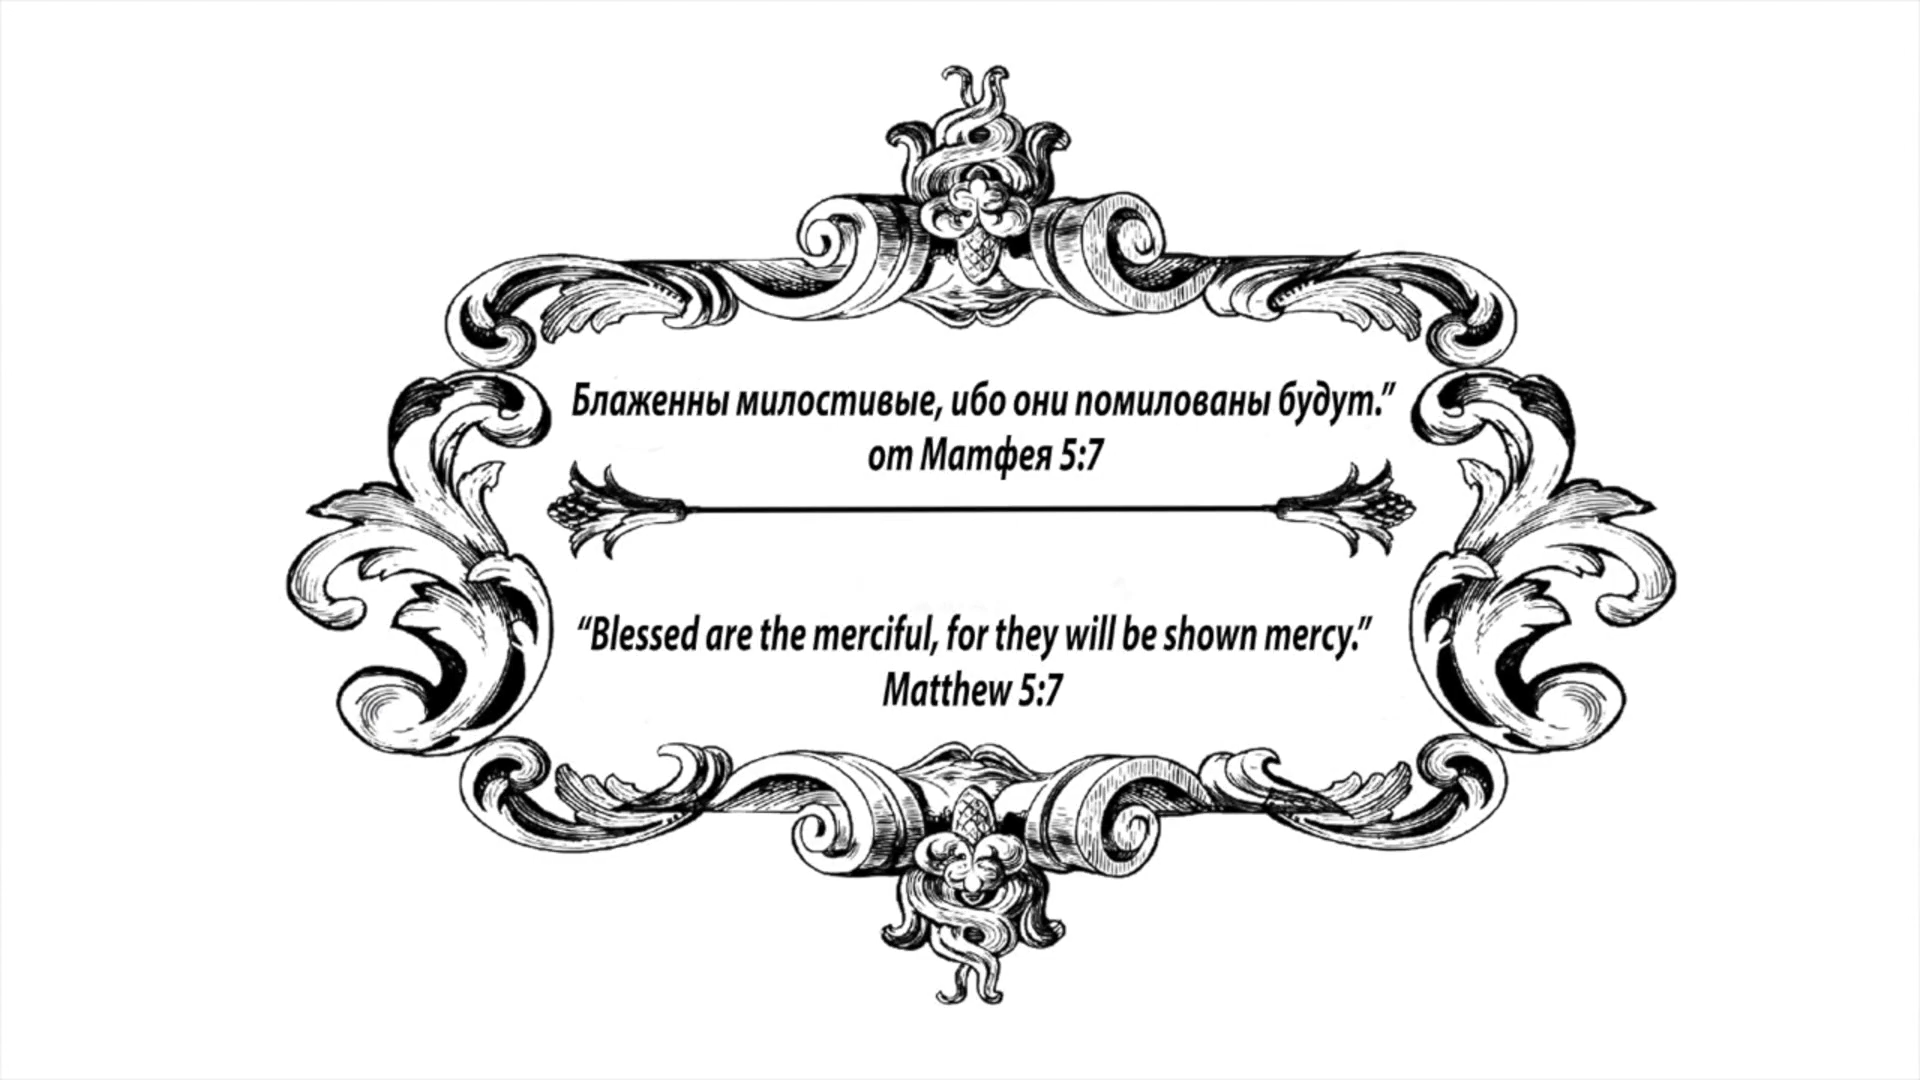 Блаженны милостивые, ибо они помилованы будут.”
от Матфея 5:7
“Blessed are the merciful, for they will be shown mercy.”
Matthew 5:7